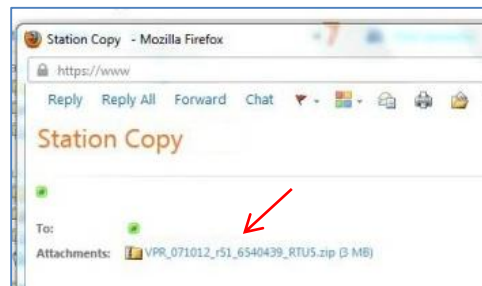 Station Copy - Mozilla Firefox
https://www
Reply Reply All Forward Chat
Station Copy
To:
Attachments: VPR_071012_r51_6540439_RTU5.zip (3 MB)